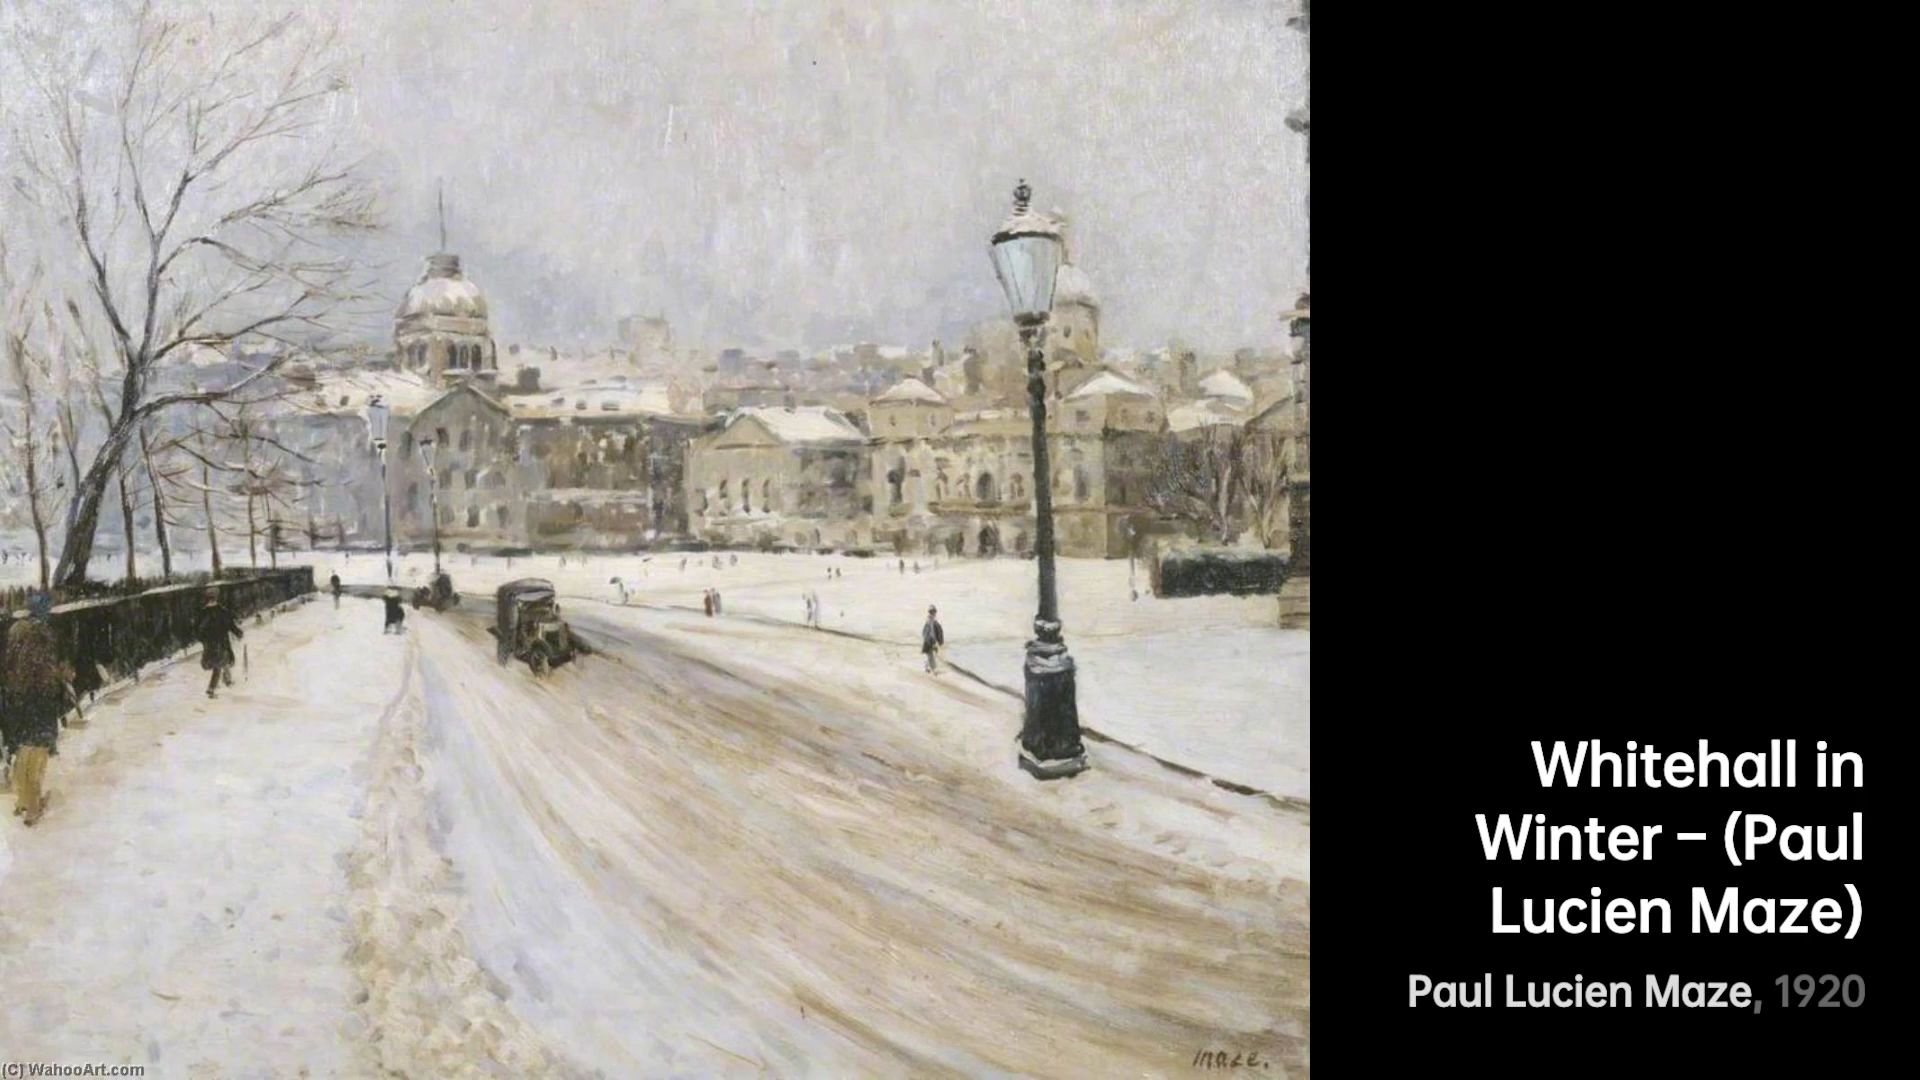 Whitehall in
Winter – (Paul
Lucien Maze)
Paul Lucien Maze, 1920
maze.
(C) WahooArt.com